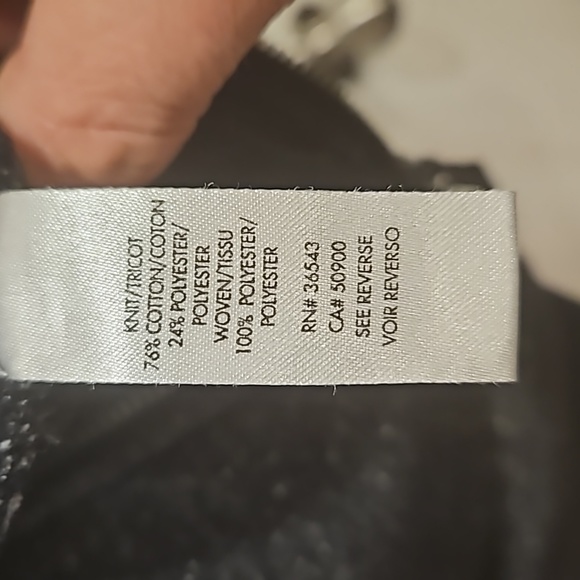 KNIT/TRICOT
76% COTTON/COTON
24% POLYESTER/
POLYESTER
WOVEN/TISSU
100% POLYESTER/
POLYESTER
RN# 36543
CA# 50900
SEE REVERSE
VOIR REVERSO